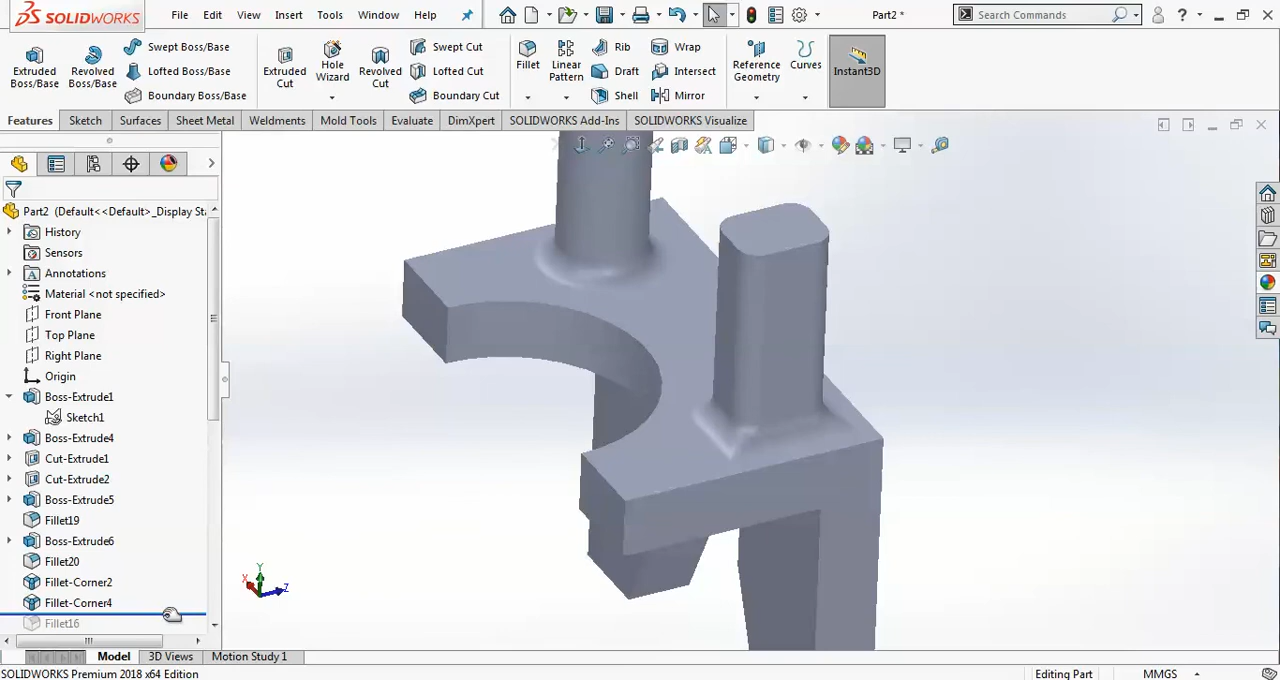 SOLIDWORKS File Edit View Insert Tools Window Help Part2 * Search Commands ?
Extruded Boss/Base
Revolved Boss/Base
Swept Boss/Base
Lofted Boss/Base
Boundary Boss/Base
Extruded Cut
Hole Wizard
Revolved Cut
Swept Cut
Lofted Cut
Boundary Cut
Fillet
Linear Pattern
Rib
Draft
Shell
Wrap
Intersect
Mirror
Reference Geometry
Curves
Instant3D
Features Sketch Surfaces Sheet Metal Weldments Mold Tools Evaluate DimXpert SOLIDWORKS Add-Ins SOLIDWORKS Visualize
Part2 (Default<<Default>_Display Sta
History
Sensors
Annotations
Material <not specified>
Front Plane
Top Plane
Right Plane
Origin
Boss-Extrude1
Sketch1
Boss-Extrude4
Cut-Extrude1
Cut-Extrude2
Boss-Extrude5
Fillet19
Boss-Extrude6
Fillet20
Fillet-Corner2
Fillet-Corner4
Fillet16
Y
X
Z
Model 3D Views Motion Study 1
SOLIDWORKS Premium 2018 x64 Edition Editing Part MMGS